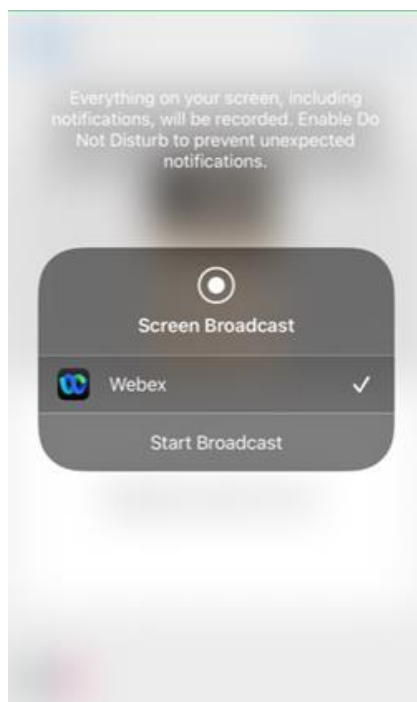 Everything on your screen, including
notifications, will be recorded. Enable Do
Not Disturb to prevent unexpected
notifications.
Screen Broadcast
Webex
Start Broadcast